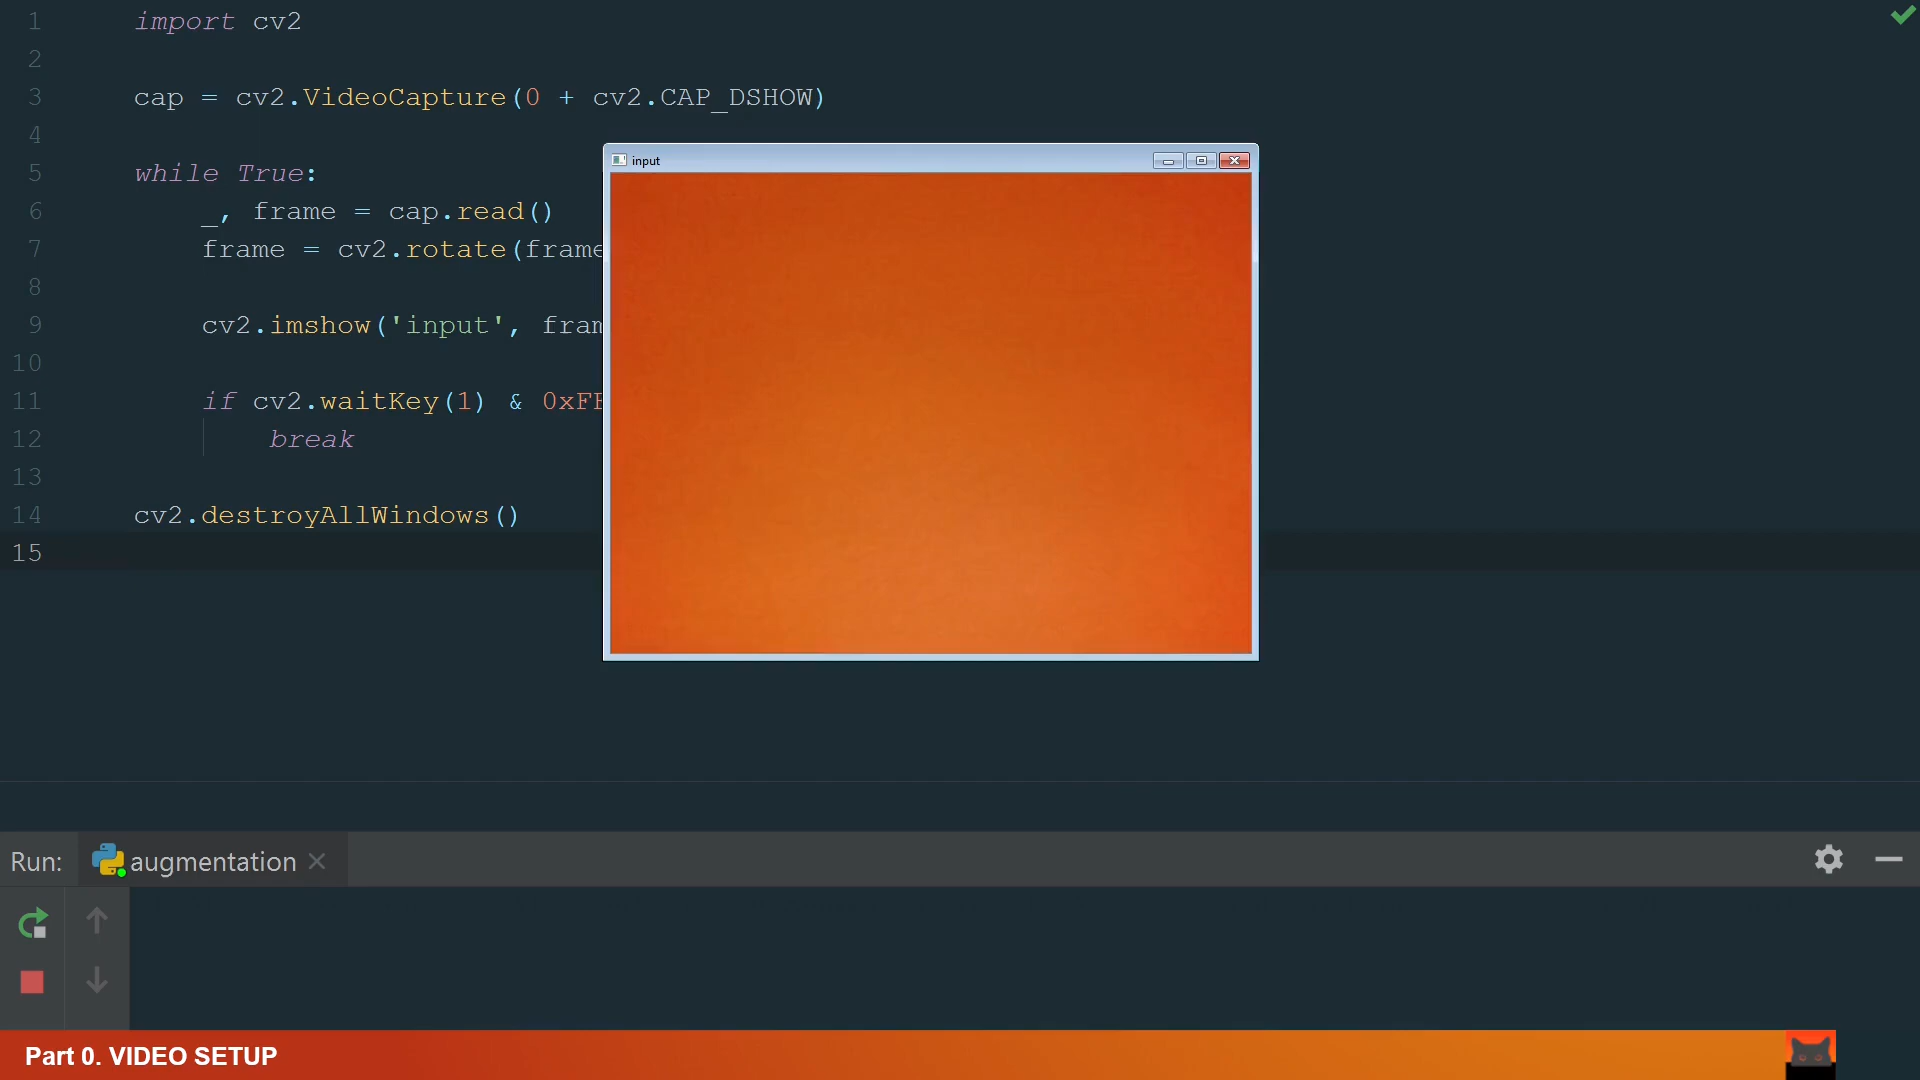 1 import cv2
2
3 cap = cv2.VideoCapture(0 + cv2.CAP_DSHOW)
4
5 while True:
6 _, frame = cap.read()
7 frame = cv2.rotate(frame
8
9 cv2.imshow('input', fram
10
11 if cv2.waitKey(1) & 0xFF
12 break
13
14 cv2.destroyAllWindows()
15
input
Run: augmentation
Part 0. VIDEO SETUP